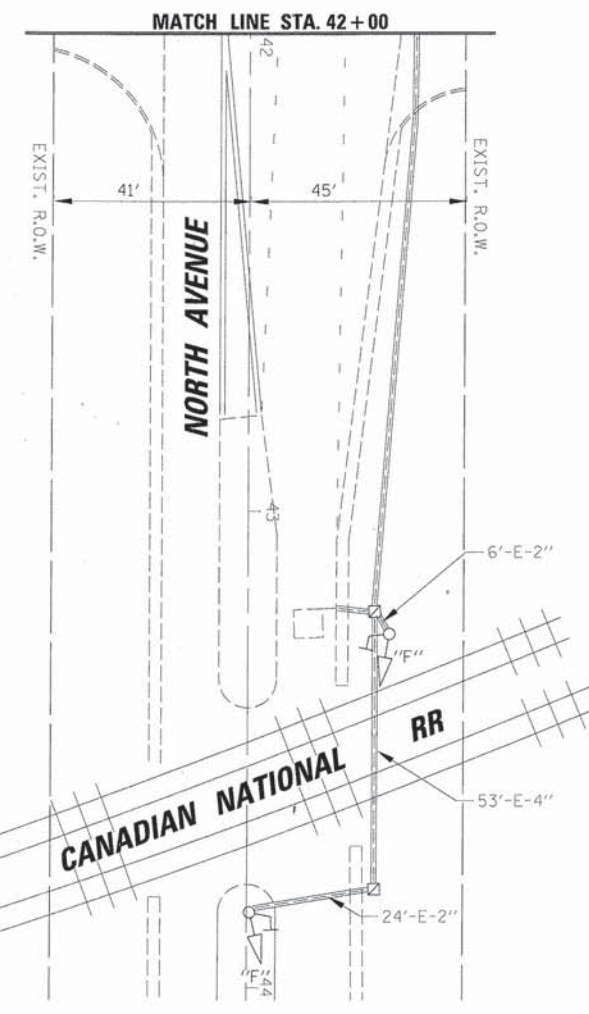 MATCH LINE STA. 42+00
42
EXIST. R.O.W.
41'
45'
EXIST. R.O.W.
NORTH AVENUE
43
6'-E-2"
"F"
CANADIAN NATIONAL RR
53'-E-4"
24'-E-2"
"F"
44